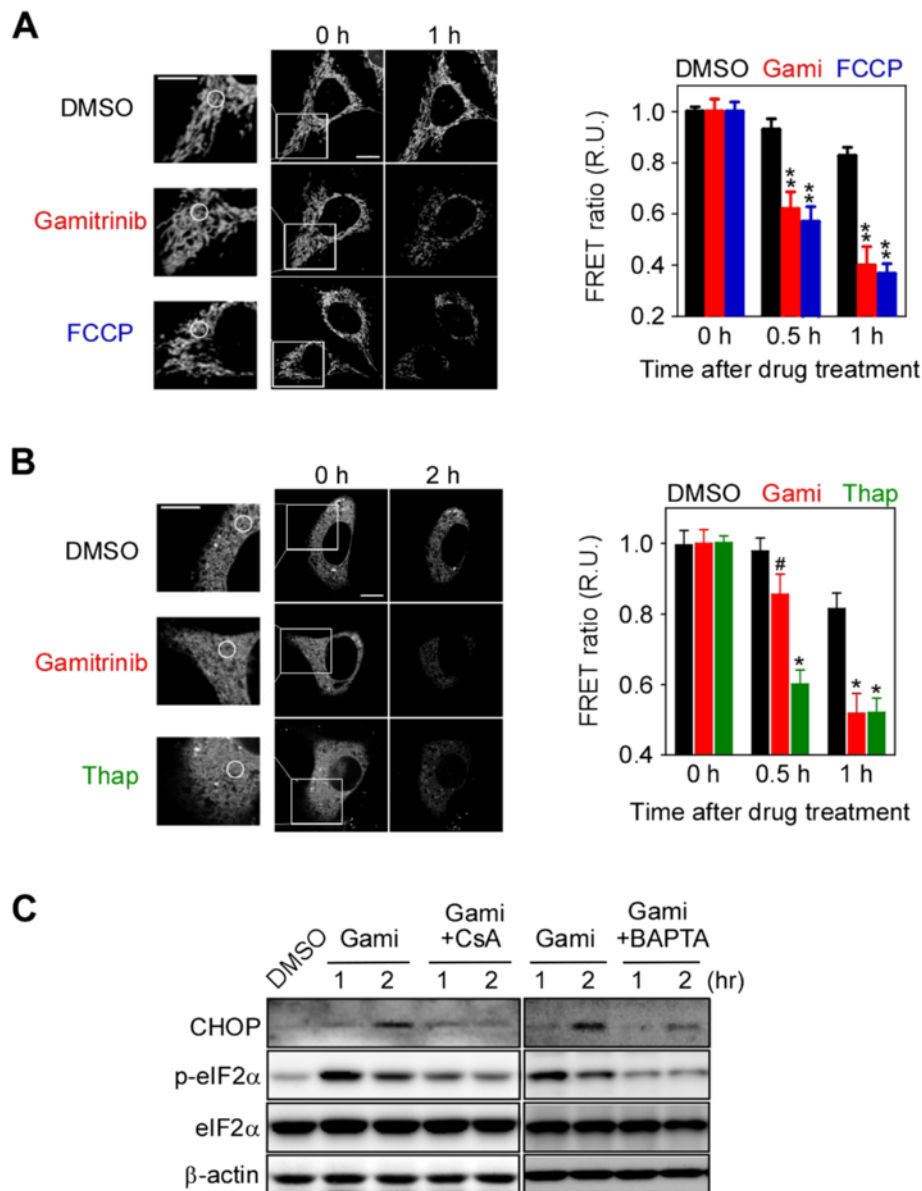 A
0 h 1 h
DMSO
Gamitrinib
FCCP
DMSO Gami FCCP
FRET ratio (R.U.)
1.0
0.8
0.6
0.4
0.2
** ** ** **
0 h 0.5 h 1 h
Time after drug treatment
B
0 h 2 h
DMSO
Gamitrinib
Thap
DMSO Gami Thap
FRET ratio (R.U.)
1.0
0.8
0.6
0.4
# * * *
0 h 0.5 h 1 h
Time after drug treatment
C
DMSO Gami Gami +CsA Gami Gami +BAPTA
1 2 1 2 1 2 1 2 (hr)
CHOP
p-eIF2α
eIF2α
β-actin